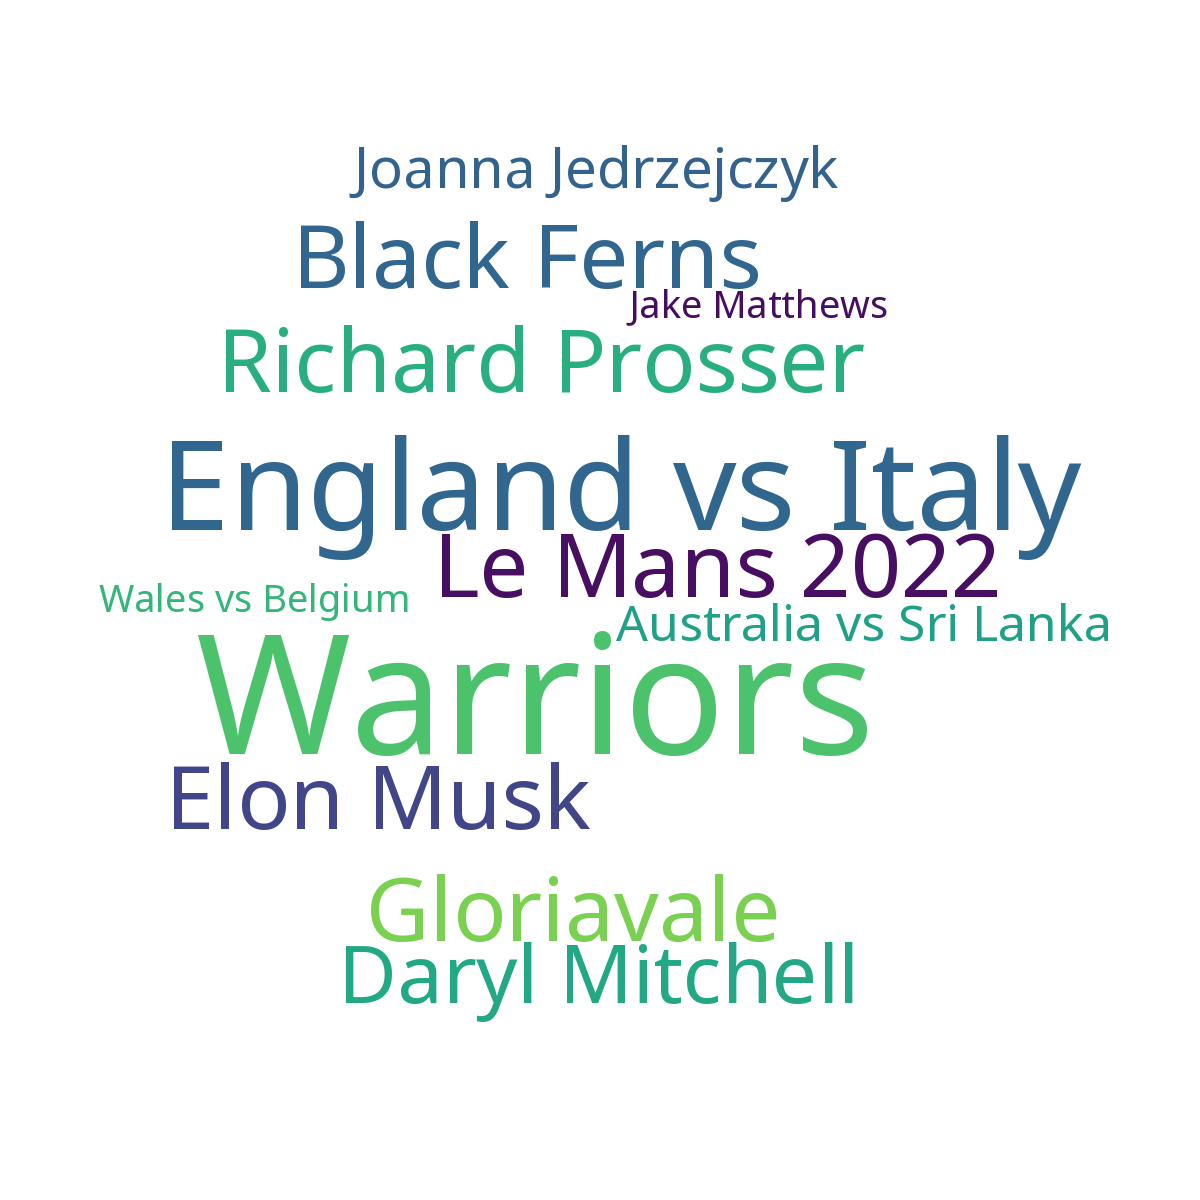 Joanna Jedrzejczyk
Black Ferns
Jake Matthews
Richard Prosser
England vs Italy
Le Mans 2022
Wales vs Belgium
Australia vs Sri Lanka
Warriors
Elon Musk
Gloriavale
Daryl Mitchell